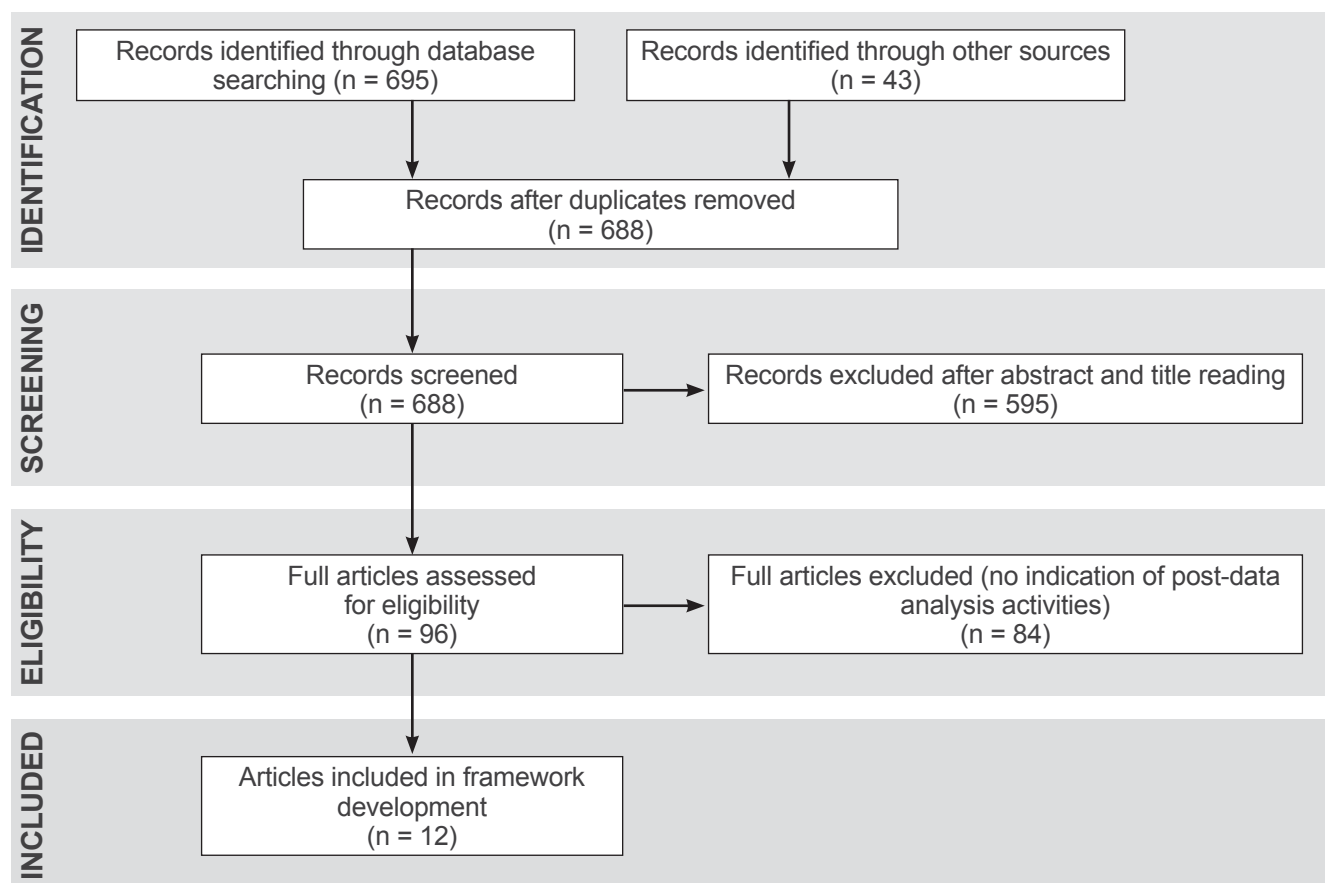 IDENTIFICATION
Records identified through database
searching (n = 695)
Records identified through other sources
(n = 43)
Records after duplicates removed
(n = 688)
SCREENING
Records screened
(n = 688)
Records excluded after abstract and title reading
(n = 595)
ELIGIBILITY
Full articles assessed
for eligibility
(n = 96)
Full articles excluded (no indication of post-data
analysis activities)
(n = 84)
INCLUDED
Articles included in framework
development
(n = 12)